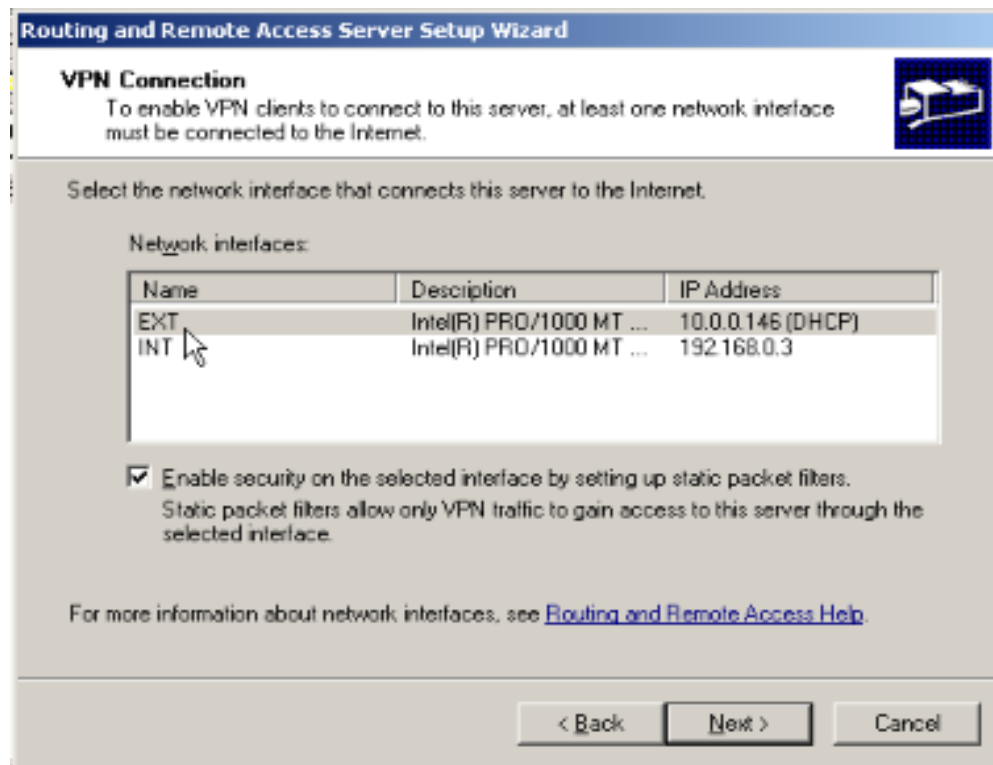 Routing and Remote Access Server Setup Wizard
VPN Connection
To enable VPN clients to connect to this server, at least one network interface
must be connected to the Internet.
Select the network interface that connects this server to the Internet.
Network interfaces:
Name Description IP Address
EXT Intel(R) PRO/1000 MT ... 10.0.0.146 (DHCP)
INT Intel(R) PRO/1000 MT ... 192.168.0.3
Enable security on the selected interface by setting up static packet filters.
Static packet filters allow only VPN traffic to gain access to this server through the
selected interface.
For more information about network interfaces, see Routing and Remote Access Help.
< Back Next > Cancel